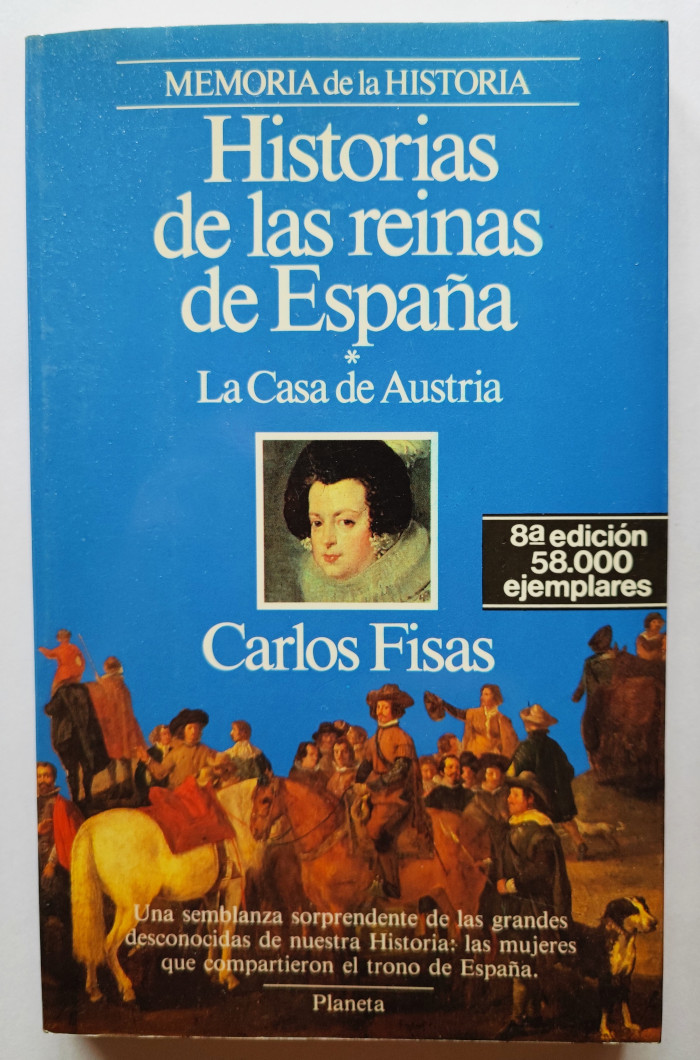 MEMORIA de la HISTORIA
Historias
de las reinas
de España
*
La Casa de Austria
8ª edición
58.000
ejemplares
Carlos Fisas
Una semblanza sorprendente de las grandes
desconocidas de nuestra Historia: las mujeres
que compartieron el trono de España.
Planeta